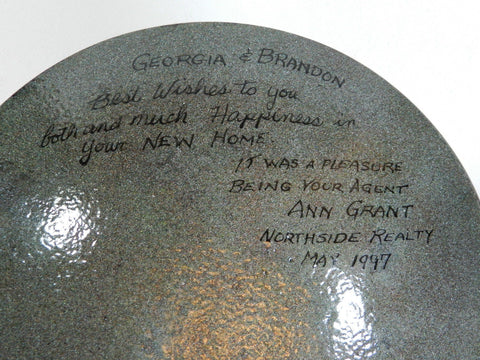 GEORGIA & BRANDON
Best Wishes to you
both and much Happiness in
your NEW HOME.
IT WAS A PLEASURE
BEING YOUR AGENT
ANN GRANT
NORTHSIDE REALTY
MAY 1997